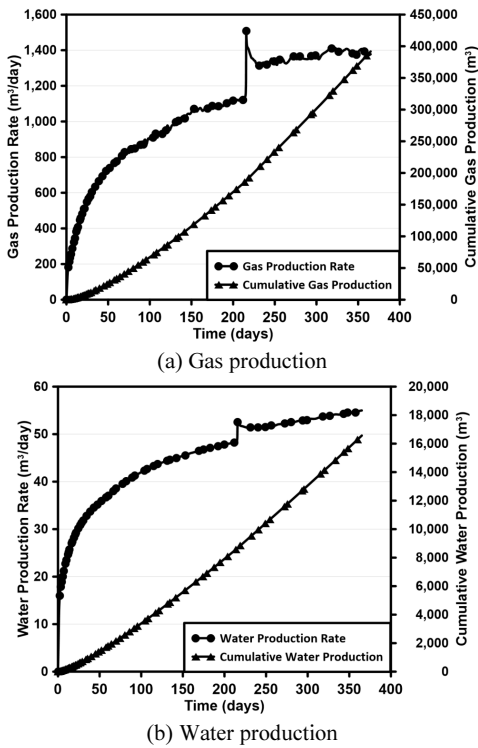 1,600
1,400
1,200
1,000
800
600
400
200
0
Gas Production Rate (m³/day)
450,000
400,000
350,000
300,000
250,000
200,000
150,000
100,000
50,000
0
Cumulative Gas Production (m³)
Gas Production Rate
Cumulative Gas Production
0 50 100 150 200 250 300 350 400
Time (days)
(a) Gas production
60
50
40
30
20
10
0
Water Production Rate (m³/day)
20,000
18,000
16,000
14,000
12,000
10,000
8,000
6,000
4,000
2,000
0
Cumulative Water Production (m³)
Water Production Rate
Cumulative Water Production
0 50 100 150 200 250 300 350 400
Time (days)
(b) Water production